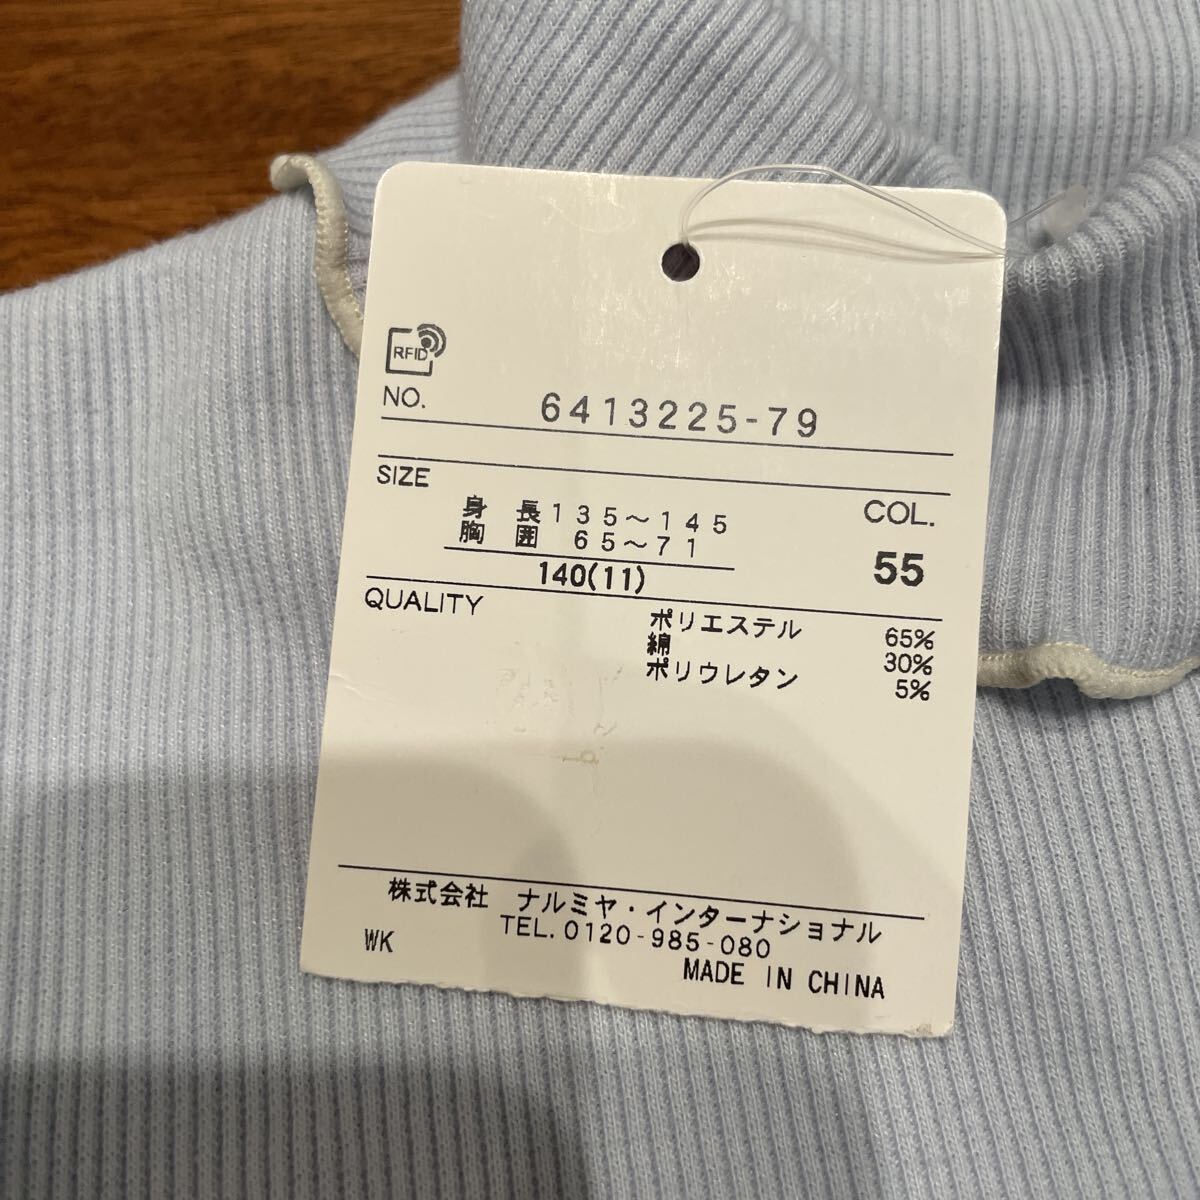 RFID
NO. 6413225-79
SIZE COL.
身 長 135〜145
胸 囲 65〜71
140(11) 55
QUALITY
ポリエステル 65%
綿 30%
ポリウレタン 5%
株式会社 ナルミヤ・インターナショナル
TEL. 0120-985-080
WK MADE IN CHINA